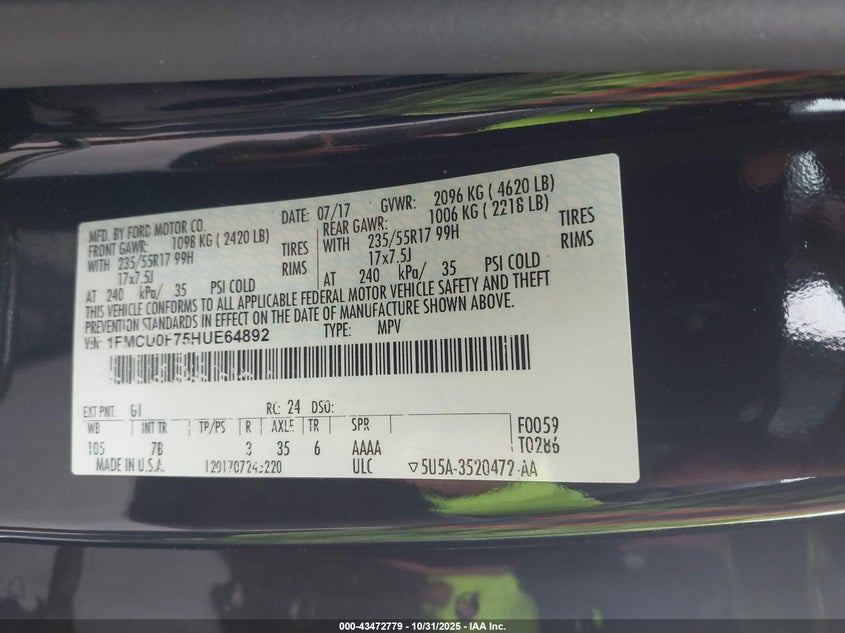 MFD. BY FORD MOTOR CO.
DATE: 07/17 GVWR: 2096 KG ( 4620 LB)
FRONT GAWR: 1098 KG ( 2420 LB)
REAR GAWR: 1006 KG ( 2218 LB)
WITH 235/55R17 99H TIRES
WITH 235/55R17 99H TIRES
17x7.5J RIMS
17x7.5J RIMS
AT 240 kPa/ 35 PSI COLD
AT 240 kPa/ 35 PSI COLD
THIS VEHICLE CONFORMS TO ALL APPLICABLE FEDERAL MOTOR VEHICLE SAFETY AND THEFT
PREVENTION STANDARDS IN EFFECT ON THE DATE OF MANUFACTURE SHOWN ABOVE.
VIN: 1FMCU0F75HUE64892 TYPE: MPV
EXT PNT: G1 RC: 24 DSO:
WB INT TR TP/PS R AXLE TR SPR F0059
105 7B 3 35 6 AAAA T0286
MADE IN U.S.A. ULC ▽5U5A-3520472-AA
000-43472779 - 10/31/2025 - IAA Inc.